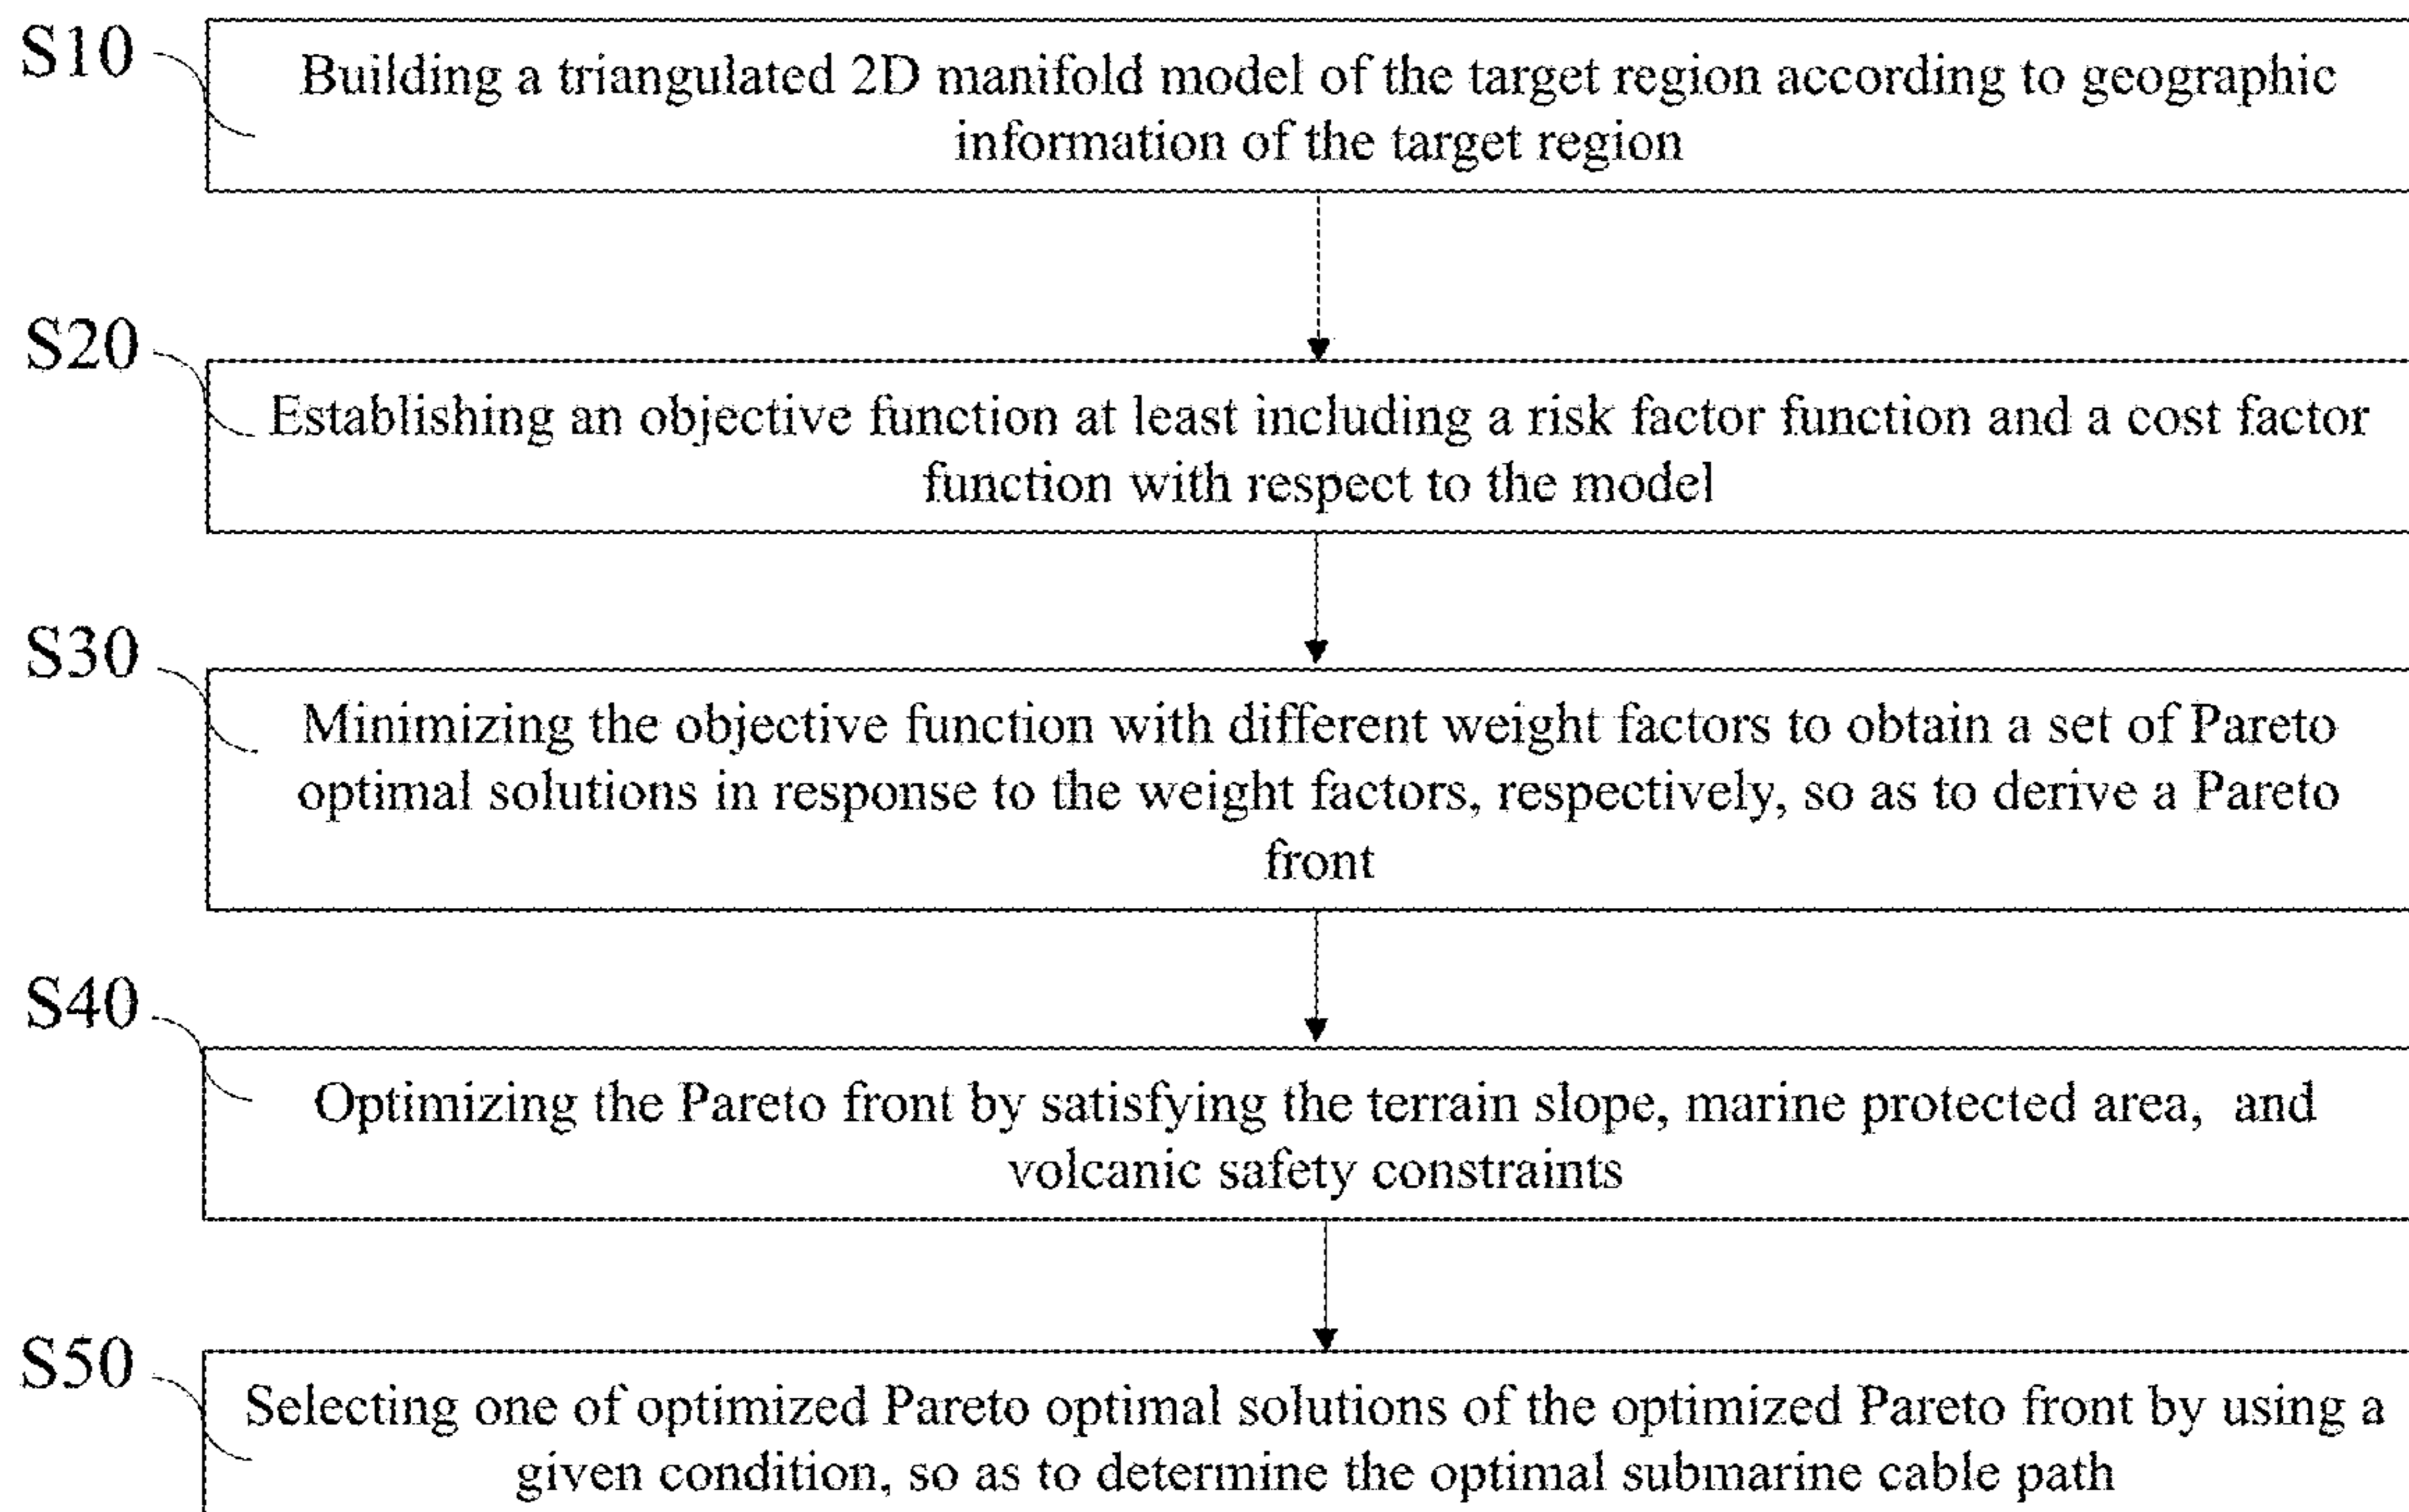 S10
Building a triangulated 2D manifold model of the target region according to geographic
information of the target region
S20
Establishing an objective function at least including a risk factor function and a cost factor
function with respect to the model
S30
Minimizing the objective function with different weight factors to obtain a set of Pareto
optimal solutions in response to the weight factors, respectively, so as to derive a Pareto
front
S40
Optimizing the Pareto front by satisfying the terrain slope, marine protected area, and
volcanic safety constraints
S50
Selecting one of optimized Pareto optimal solutions of the optimized Pareto front by using a
given condition, so as to determine the optimal submarine cable path